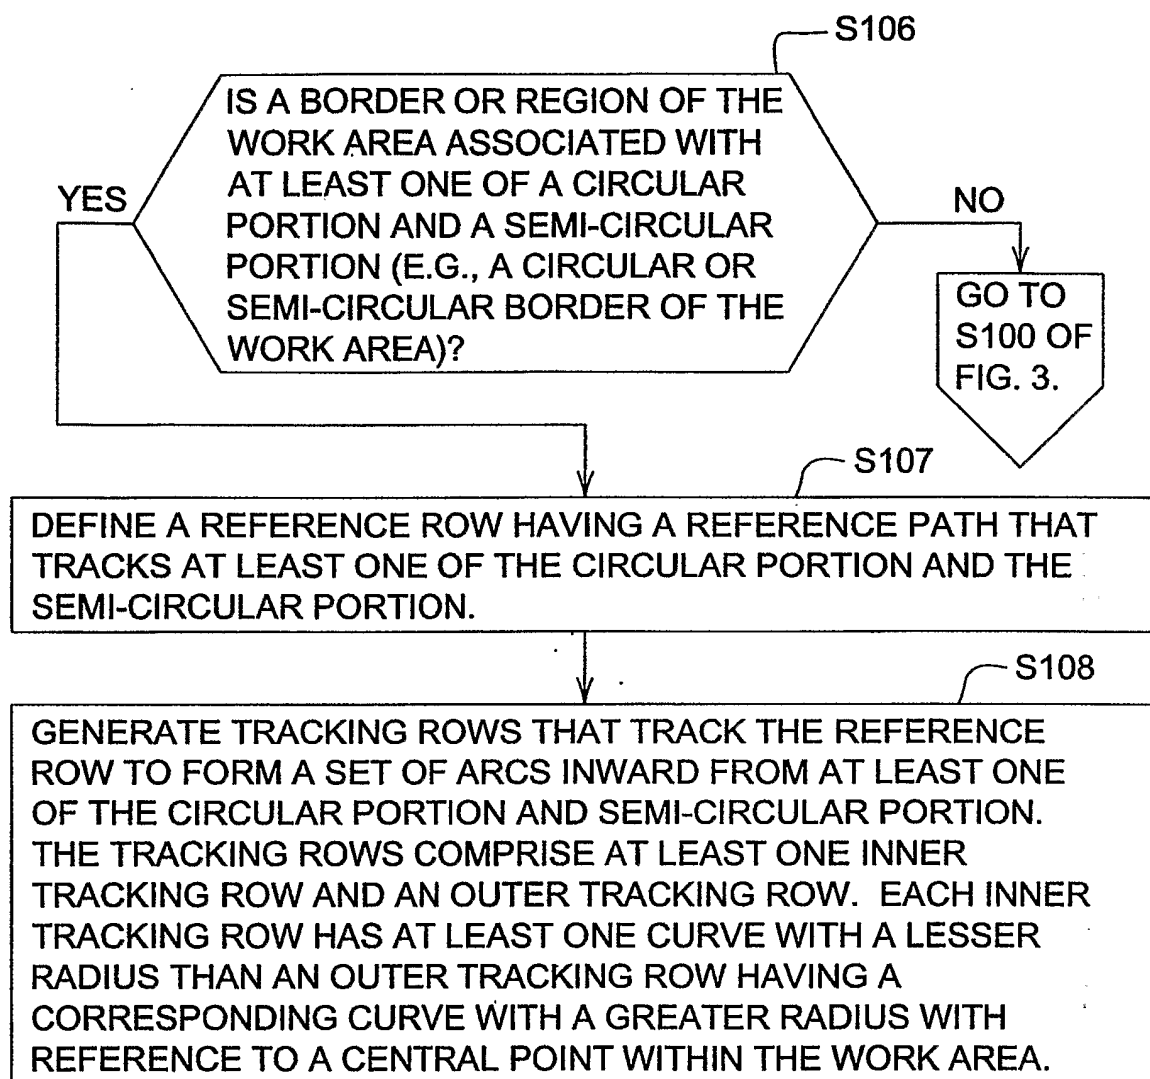 S106
IS A BORDER OR REGION OF THE
WORK AREA ASSOCIATED WITH
AT LEAST ONE OF A CIRCULAR
PORTION AND A SEMI-CIRCULAR
PORTION (E.G., A CIRCULAR OR
SEMI-CIRCULAR BORDER OF THE
WORK AREA)?
YES
NO
GO TO
S100 OF
FIG. 3.
S107
DEFINE A REFERENCE ROW HAVING A REFERENCE PATH THAT
TRACKS AT LEAST ONE OF THE CIRCULAR PORTION AND THE
SEMI-CIRCULAR PORTION.
S108
GENERATE TRACKING ROWS THAT TRACK THE REFERENCE
ROW TO FORM A SET OF ARCS INWARD FROM AT LEAST ONE
OF THE CIRCULAR PORTION AND SEMI-CIRCULAR PORTION.
THE TRACKING ROWS COMPRISE AT LEAST ONE INNER
TRACKING ROW AND AN OUTER TRACKING ROW. EACH INNER
TRACKING ROW HAS AT LEAST ONE CURVE WITH A LESSER
RADIUS THAN AN OUTER TRACKING ROW HAVING A
CORRESPONDING CURVE WITH A GREATER RADIUS WITH
REFERENCE TO A CENTRAL POINT WITHIN THE WORK AREA.